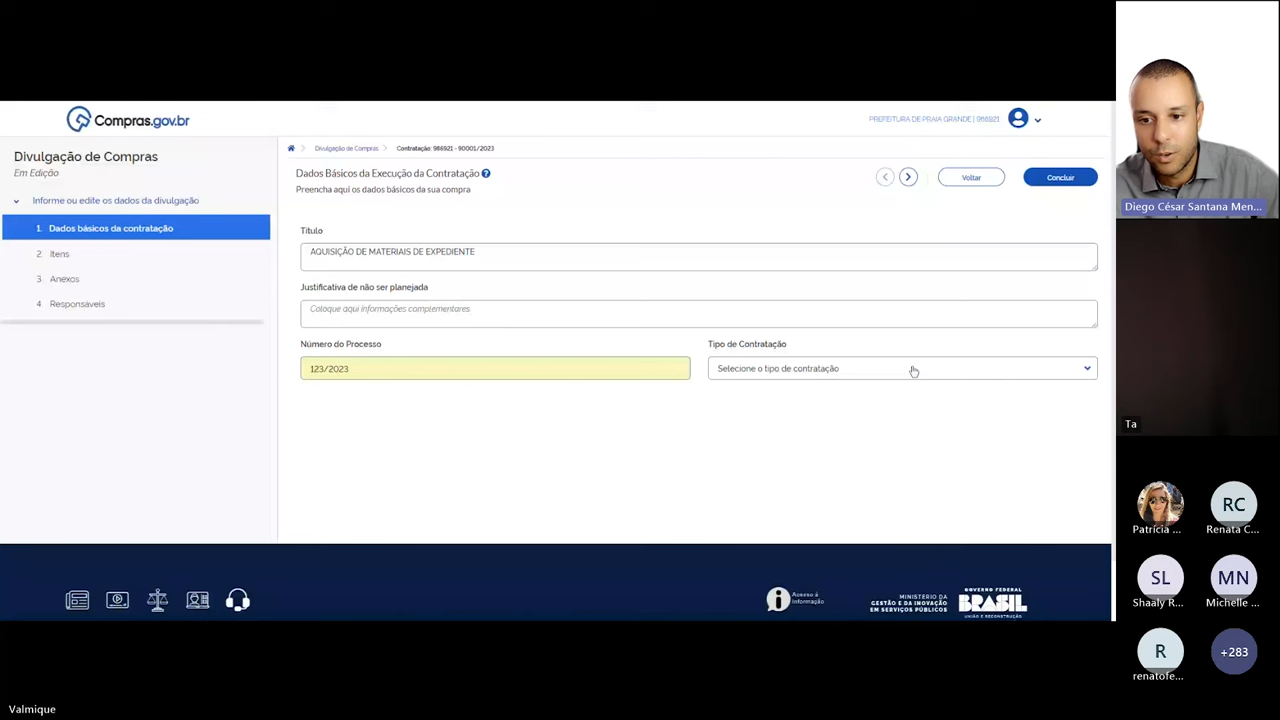 Compras.gov.br
PREFEITURA DE PRAIA GRANDE | 986921
Divulgação de Compras
Em Edição
Informe ou edite os dados da divulgação
1. Dados básicos da contratação
2. Itens
3. Anexos
4. Responsáveis
Divulgação de Compras
Contratação: 986921 - 90001/2023
Dados Básicos da Execução da Contratação
Preencha aqui os dados básicos da sua compra
Voltar
Concluir
Título
AQUISIÇÃO DE MATERIAIS DE EXPEDIENTE
Justificativa de não ser planejada
Coloque aqui informações complementares
Número do Processo
Tipo de Contratação
123/2023
Selecione o tipo de contratação
Acesso à
Informação
MINISTÉRIO DA
GESTÃO E DA INOVAÇÃO
EM SERVIÇOS PÚBLICOS
GOVERNO FEDERAL
BRASIL
UNIÃO E RECONSTRUÇÃO
Diego César Santana Men...
Ta
RC
Patrícia ...
Renata C...
SL
MN
Shaaly R...
Michelle ...
R
+283
renatofe...
Valmique